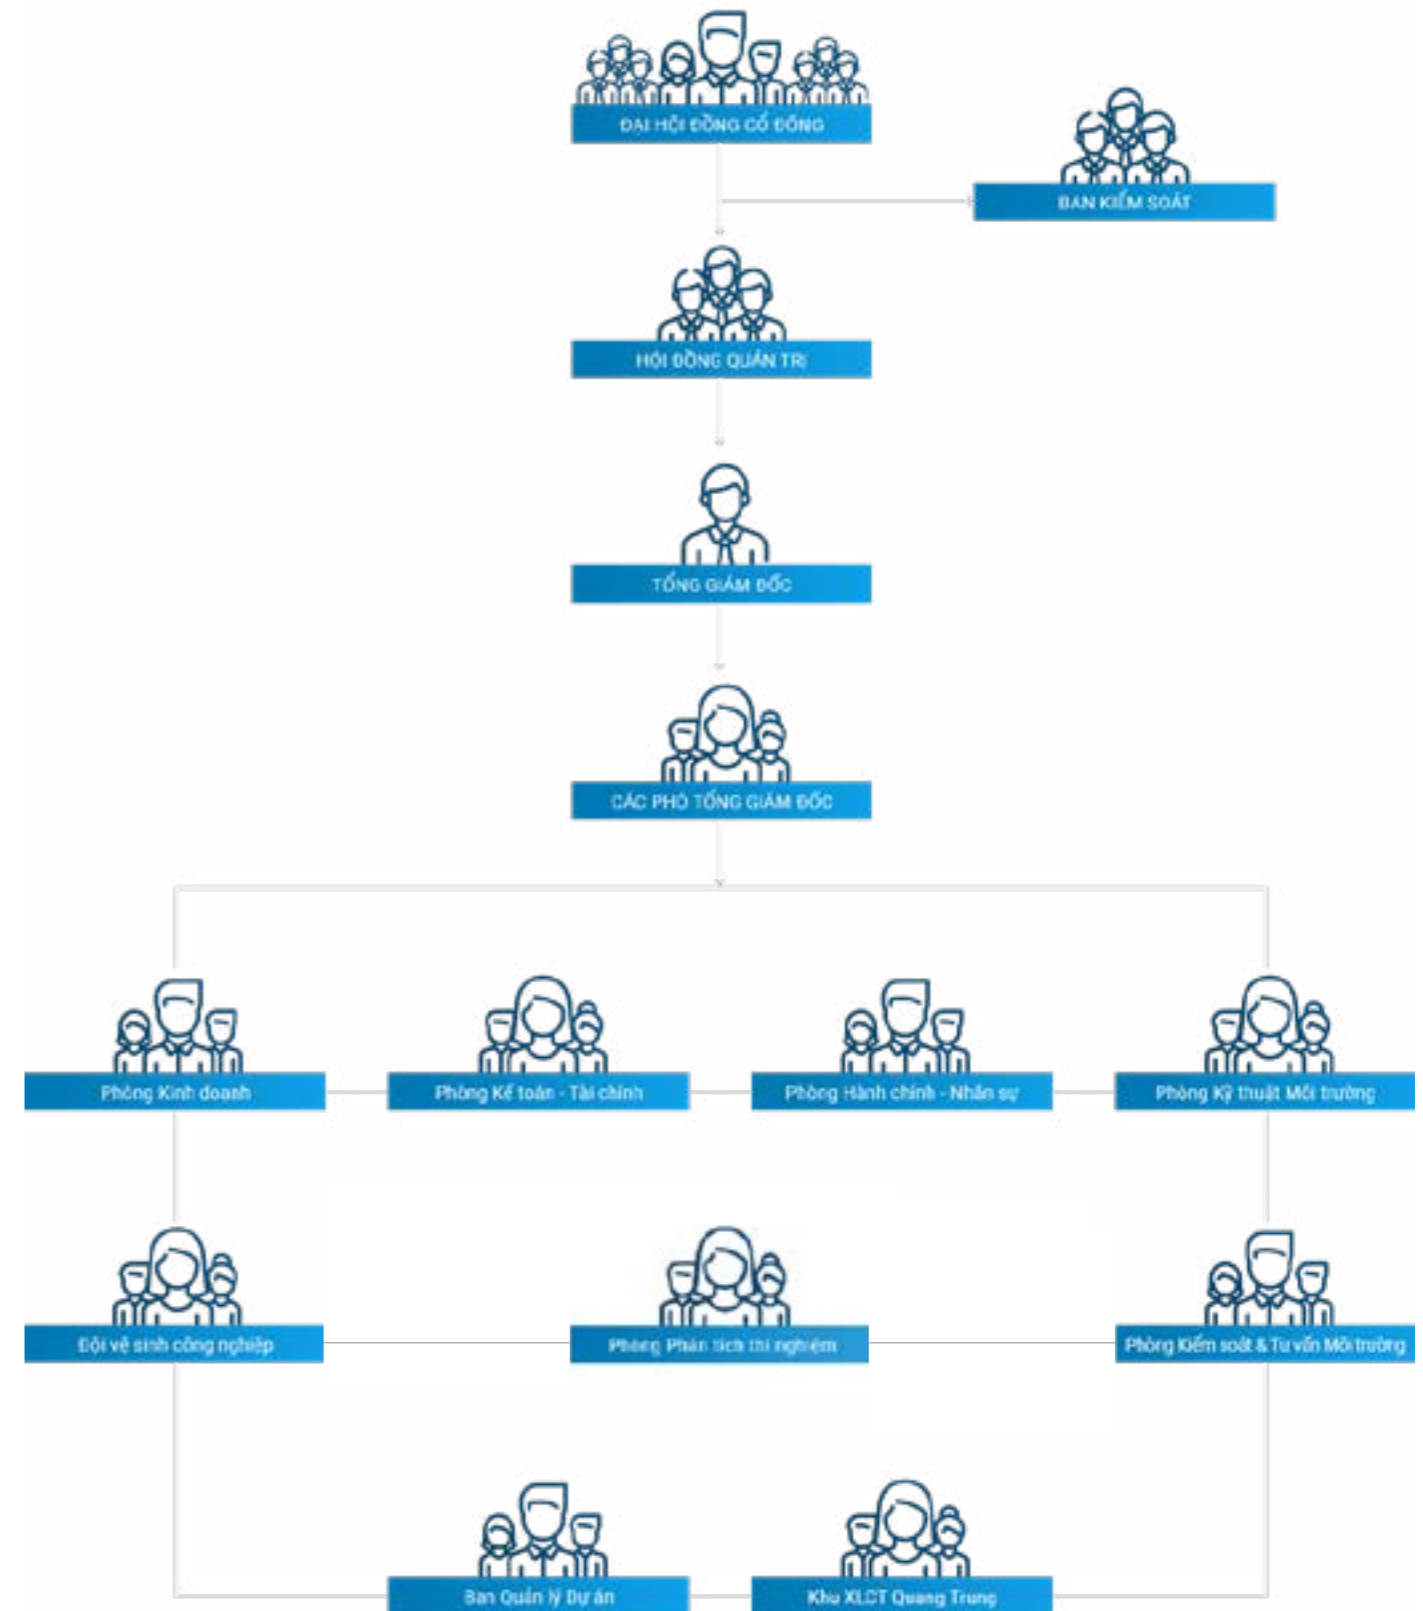 ĐẠI HỘI ĐỒNG CỔ ĐÔNG
BAN KIỂM SOÁT
HỘI ĐỒNG QUẢN TRỊ
TỔNG GIÁM ĐỐC
CÁC PHÓ TỔNG GIÁM ĐỐC
Phòng Kinh doanh
Phòng Kế toán - Tài chính
Phòng Hành chính - Nhân sự
Phòng Kỹ thuật Môi trường
Đội vệ sinh công nghiệp
Phòng Phân tích thí nghiệm
Phòng Kiểm soát & Tư vấn Môi trường
Ban Quản lý Dự án
Khu XLCT Quang Trung